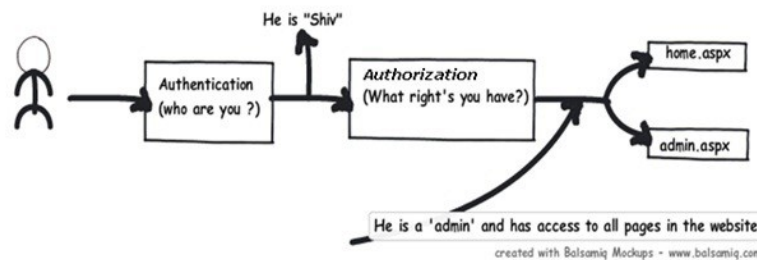 He is "Shiv"
Authentication
(who are you ?)
Authorization
(What right's you have?)
home.aspx
admin.aspx
He is a 'admin' and has access to all pages in the website
created with Balsamiq Mockups - www.balsamiq.com